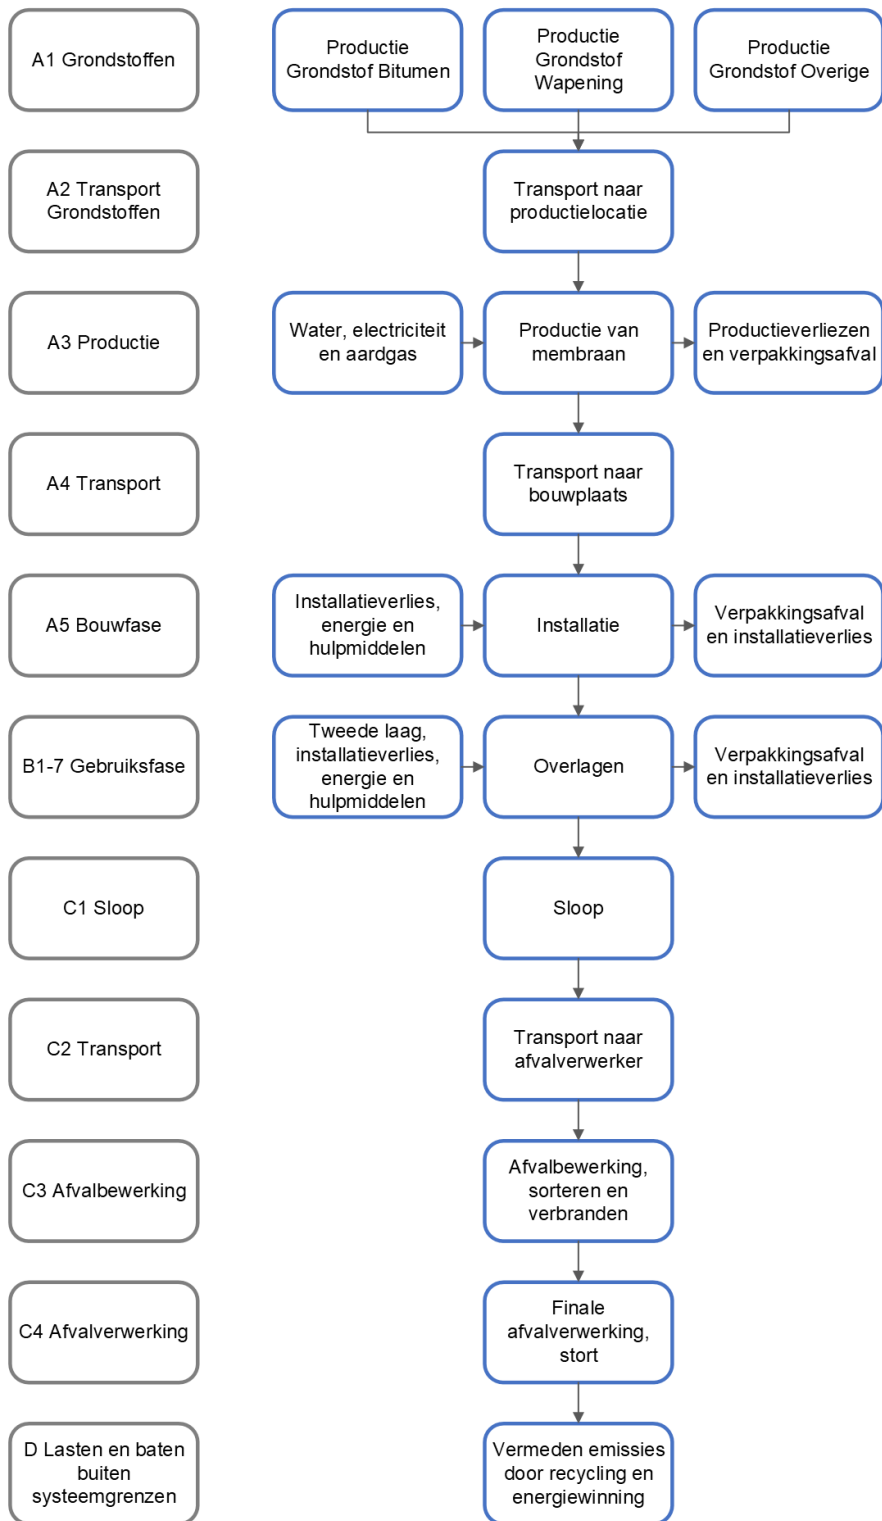 A1 Grondstoffen
Productie
Grondstof Bitumen
Productie
Grondstof
Wapening
Productie
Grondstof Overige
A2 Transport
Grondstoffen
Transport naar
productielocatie
A3 Productie
Water, electriciteit
en aardgas
Productie van
membraan
Productieverliezen
en verpakkingsafval
A4 Transport
Transport naar
bouwplaats
A5 Bouwfase
Installatieverlies,
energie en
hulpmiddelen
Installatie
Verpakkingsafval
en installatieverlies
B1-7 Gebruiksfase
Tweede laag,
installatieverlies,
energie en
hulpmiddelen
Overlagen
Verpakkingsafval
en installatieverlies
C1 Sloop
Sloop
C2 Transport
Transport naar
afvalverwerker
C3 Afvalbewerking
Afvalbewerking,
sorteren en
verbranden
C4 Afvalverwerking
Finale
afvalverwerking,
stort
D Lasten en baten
buiten
systeemgrenzen
Vermeden emissies
door recycling en
energiewinning